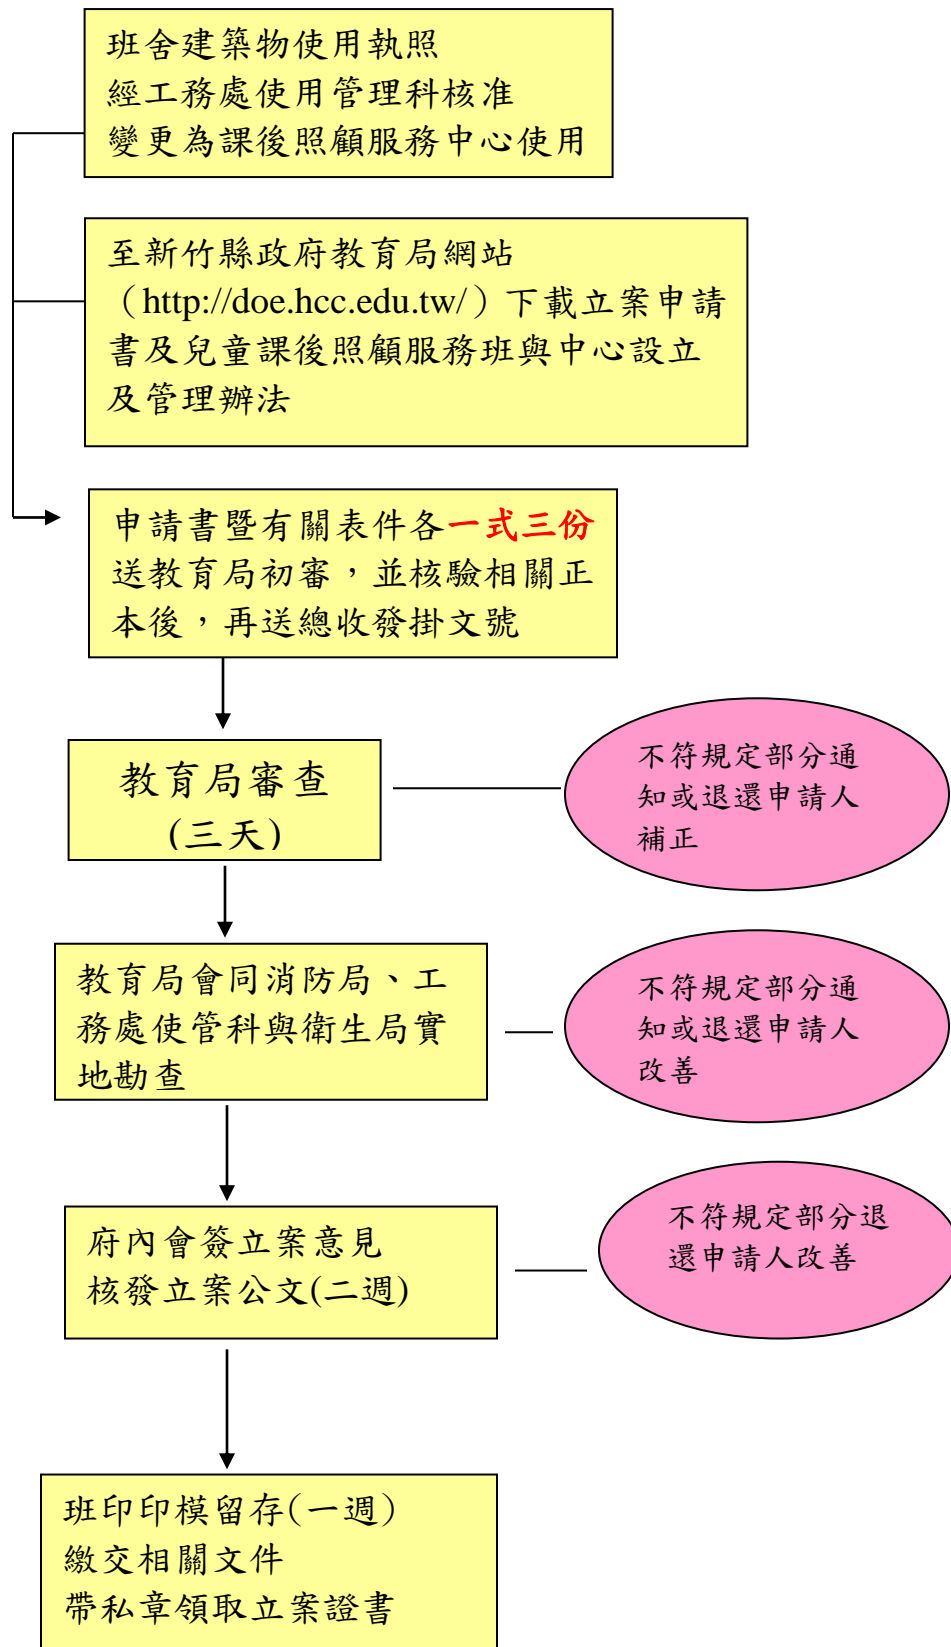 班舍建築物使用執照
經工務處使用管理科核准
變更為課後照顧服務中心使用
至新竹縣政府教育局網站
（http://doe.hcc.edu.tw/）下載立案申請
書及兒童課後照顧服務班與中心設立
及管理辦法
申請書暨有關表件各一式三份
送教育局初審，並核驗相關正
本後，再送總收發掛文號
教育局審查
(三天)
不符規定部分通
知或退還申請人
補正
教育局會同消防局、工
務處使管科與衛生局實
地勘查
不符規定部分通
知或退還申請人
改善
府內會簽立案意見
核發立案公文(二週)
不符規定部分退
還申請人改善
班印印模留存(一週)
繳交相關文件
帶私章領取立案證書